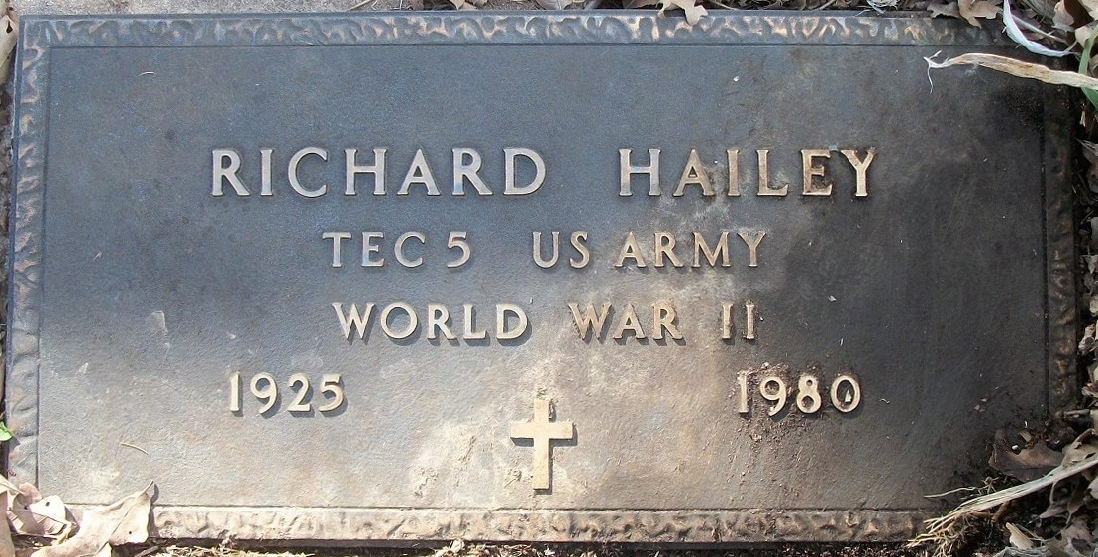 RICHARD HAILEY
TEC 5 US ARMY
WORLD WAR II
1925 1980